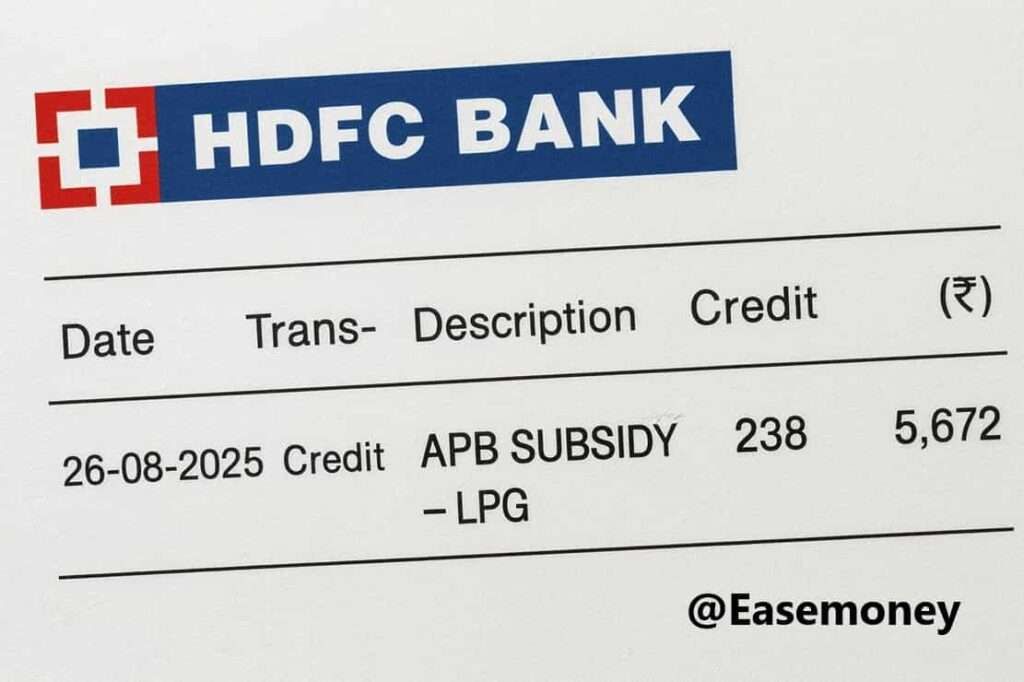 HDFC BANK
Date Trans- Description Credit (₹)
26-08-2025 Credit APB SUBSIDY 238 5,672
– LPG
@Easemoney